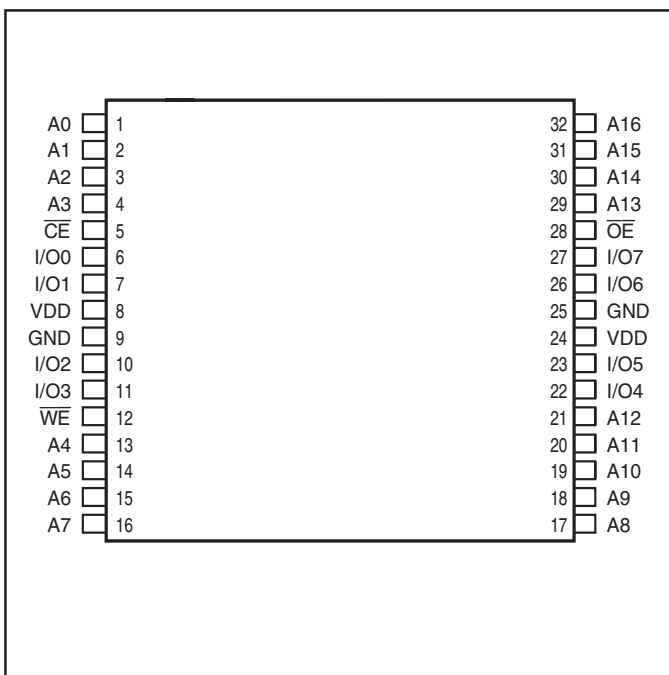 A0 1 32 A16
A1 2 31 A15
A2 3 30 A14
A3 4 29 A13
C̅E̅ 5 28 O̅E̅
I/O0 6 27 I/O7
I/O1 7 26 I/O6
VDD 8 25 GND
GND 9 24 VDD
I/O2 10 23 I/O5
I/O3 11 22 I/O4
W̅E̅ 12 21 A12
A4 13 20 A11
A5 14 19 A10
A6 15 18 A9
A7 16 17 A8